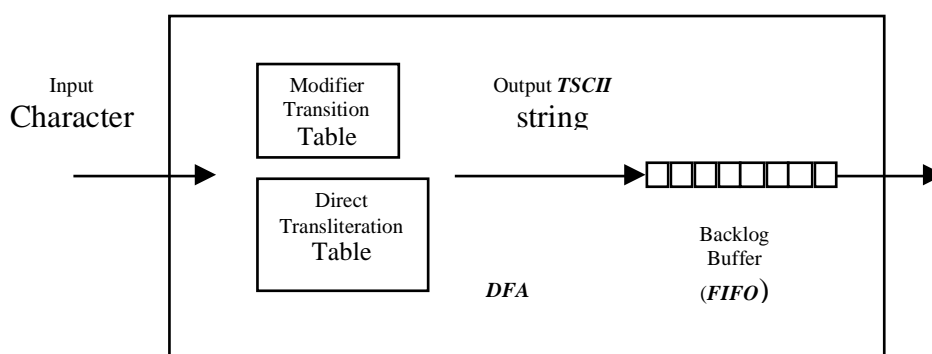 Input
Character
Modifier
Transition
Table
Direct
Transliteration
Table
Output TSCII
string
DFA
Backlog
Buffer
(FIFO)